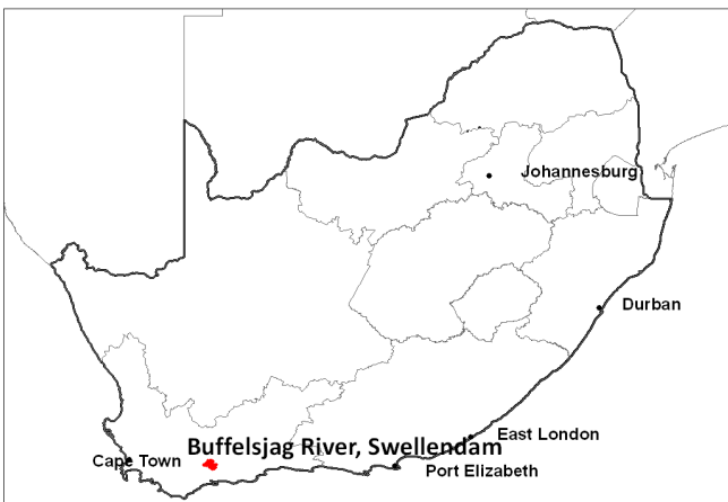 Johannesburg
Durban
East London
Buffelsjag River, Swellendam
Cape Town
Port Elizabeth